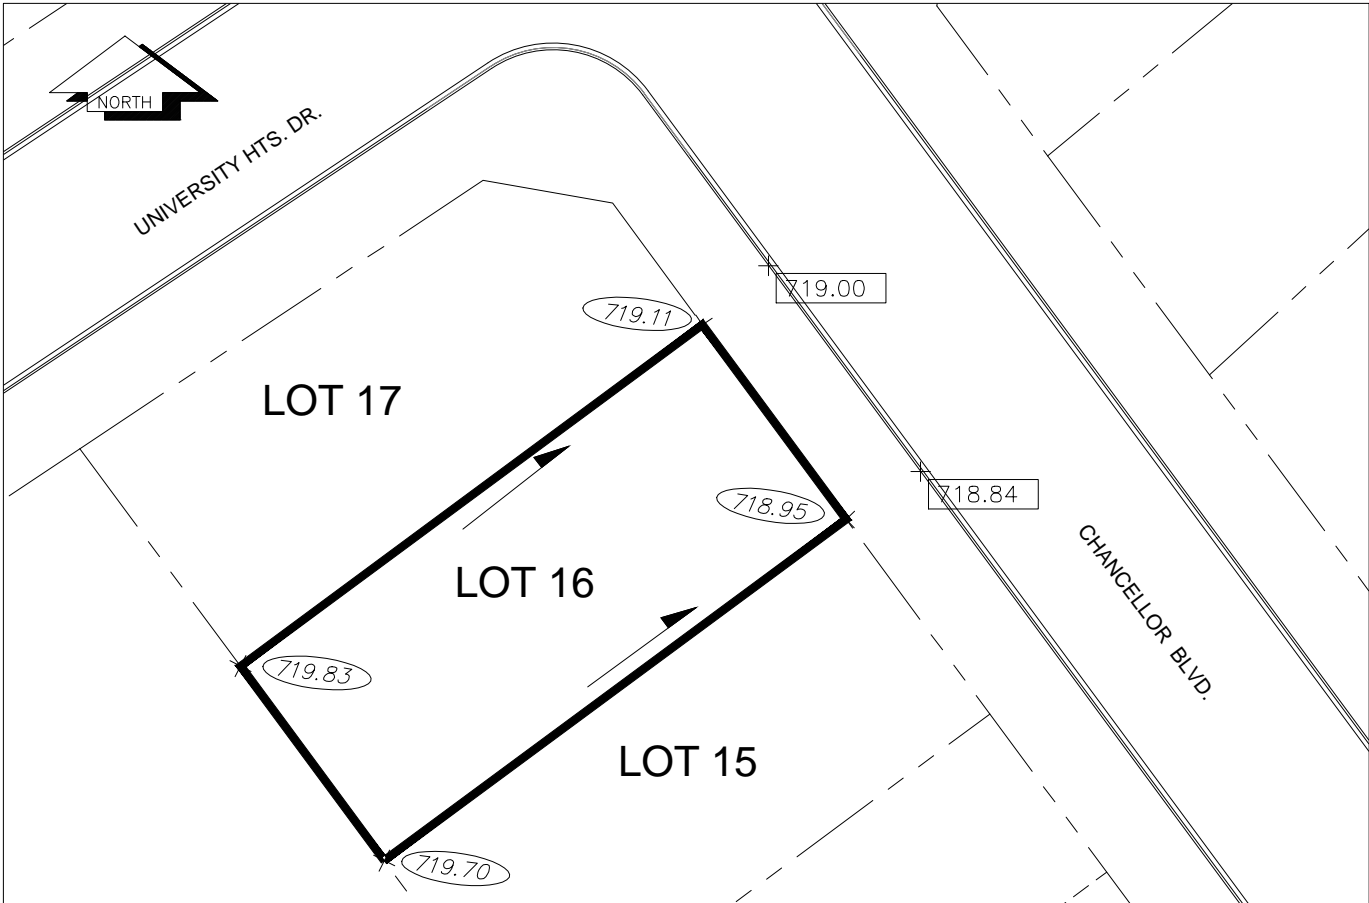 NORTH
UNIVERSITY HTS. DR.
719.00
719.11
LOT 17
718.84
718.95
CHANCELLOR BLVD.
LOT 16
719.83
LOT 15
719.70